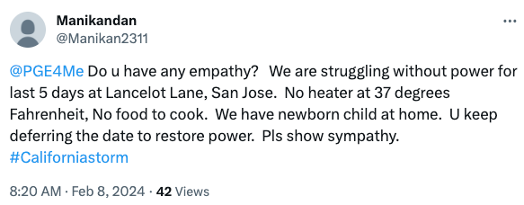 Manikandan
@Manikan2311
@PGE4Me Do u have any empathy?   We are struggling without power for
last 5 days at Lancelot Lane, San Jose.  No heater at 37 degrees
Fahrenheit, No food to cook.  We have newborn child at home.  U keep
deferring the date to restore power.  Pls show sympathy.
#Californiastorm
8:20 AM · Feb 8, 2024 · 42 Views